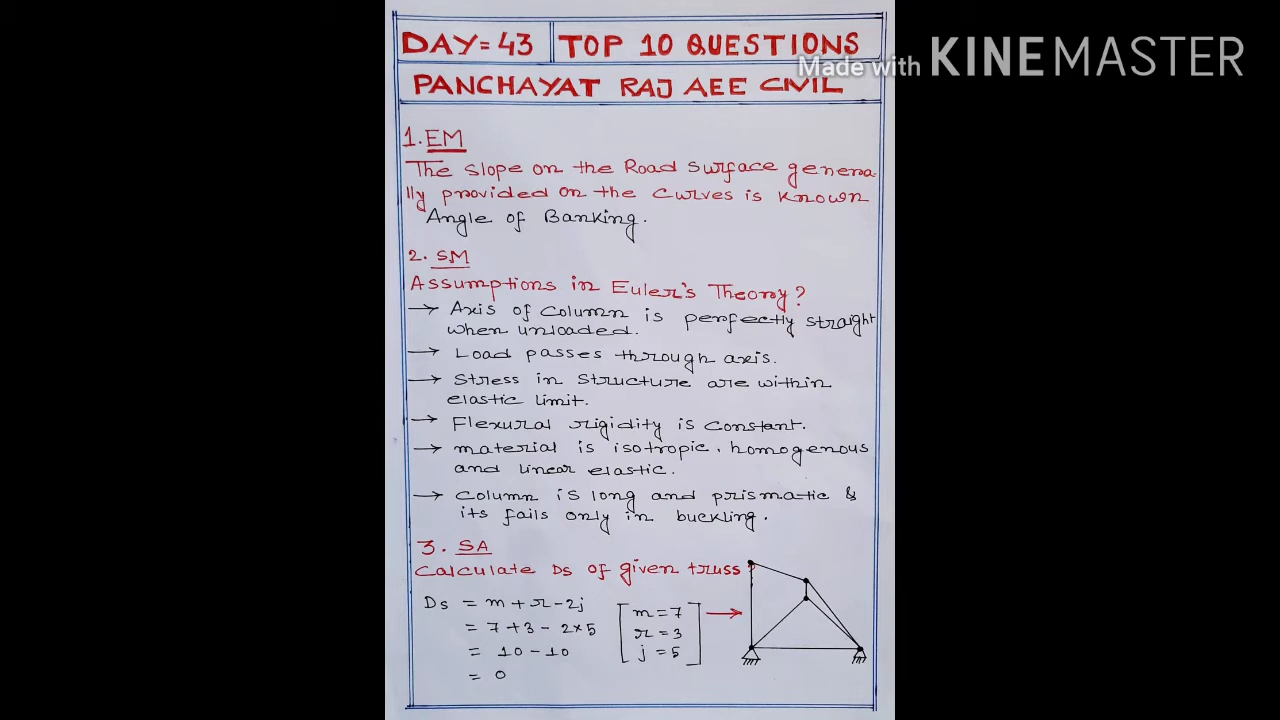 DAY = 43 TOP 10 QUESTIONS
Made with KINEMASTER
PANCHAYAT RAJ AEE CIVIL
1. EM
The slope on the Road surface genera-
lly provided on the curves is known
Angle of Banking.
2. SM
Assumptions in Euler's Theory?
→ Axis of column is perfectly straight
when unloaded.
→ Load passes through axis.
→ Stress in structure are within
elastic limit.
→ Flexural rigidity is constant.
→ material is isotropic, homogenous
and linear elastic.
→ Column is long and prismatic &
its fails only in buckling.
3. SA
Calculate Ds of given truss?
Ds = m + r - 2j
= 7 + 3 - 2×5
= 10 - 10
= 0
m = 7
r = 3
j = 5